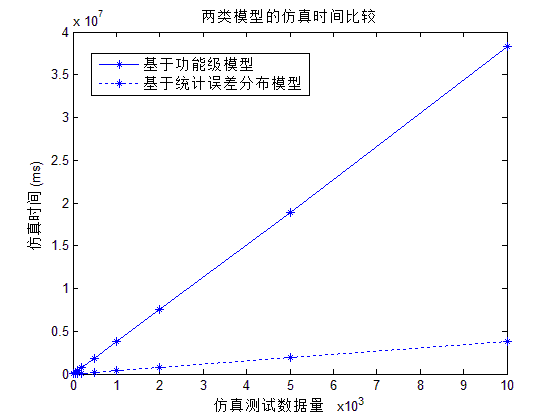 两类模型的仿真时间比较
x 10^7
4
3.5
3
2.5
2
1.5
1
0.5
0
仿真时间 (ms)
基于功能级模型
基于统计误差分布模型
0 1 2 3 4 5 6 7 8 9 10
仿真测试数据量 x10^3